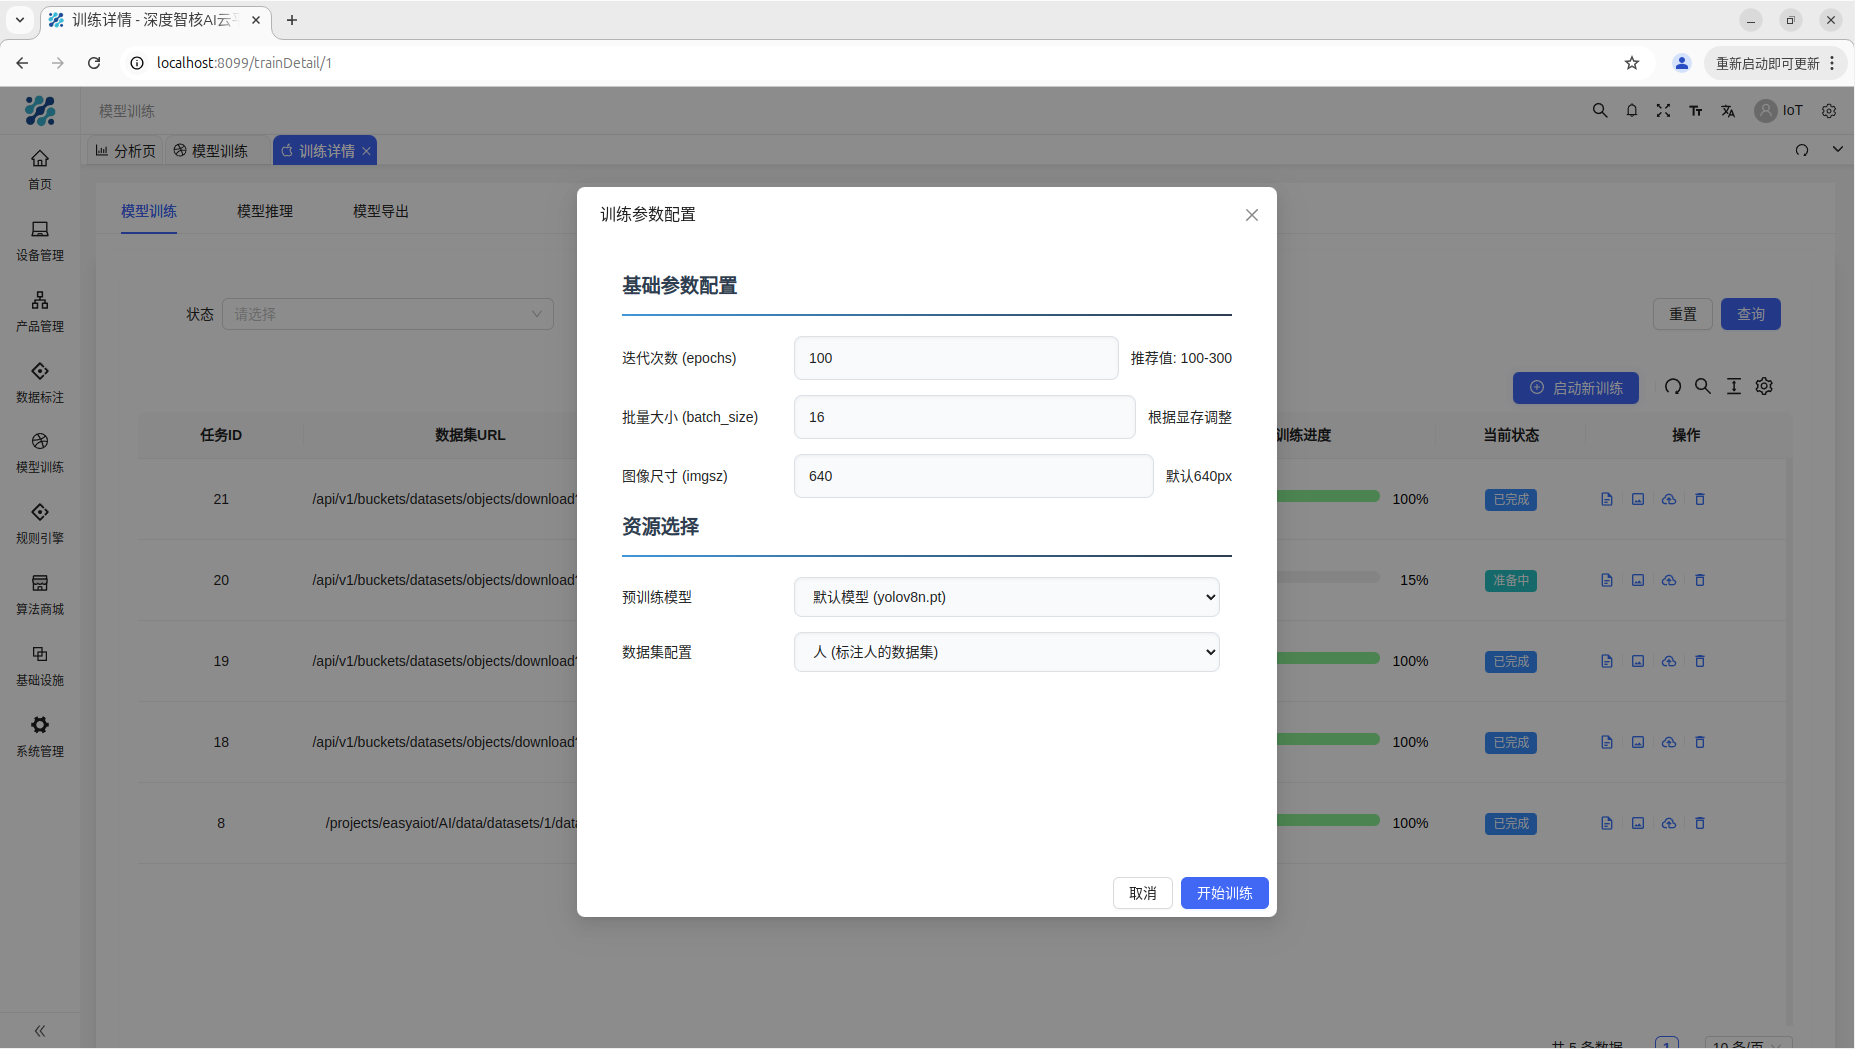 训练详情 - 深度智核AI云
localhost:8099/trainDetail/1
重新启动即可更新
模型训练
IoT
分析页
模型训练
训练详情
首页
设备管理
产品管理
数据标注
模型训练
规则引擎
算法商城
基础设施
系统管理
模型训练
模型推理
模型导出
状态
请选择
重置
查询
启动新训练
任务ID
数据集URL
训练进度
当前状态
操作
21
/api/v1/buckets/datasets/objects/download?
100%
已完成
20
/api/v1/buckets/datasets/objects/download?
15%
准备中
19
/api/v1/buckets/datasets/objects/download?
100%
已完成
18
/api/v1/buckets/datasets/objects/download?
100%
已完成
8
/projects/easyaiot/AI/data/datasets/1/data
100%
已完成
共 5 条数据
1
10 条/页
训练参数配置
基础参数配置
迭代次数 (epochs)
100
推荐值: 100-300
批量大小 (batch_size)
16
根据显存调整
图像尺寸 (imgsz)
640
默认640px
资源选择
预训练模型
默认模型 (yolov8n.pt)
数据集配置
人 (标注人的数据集)
取消
开始训练